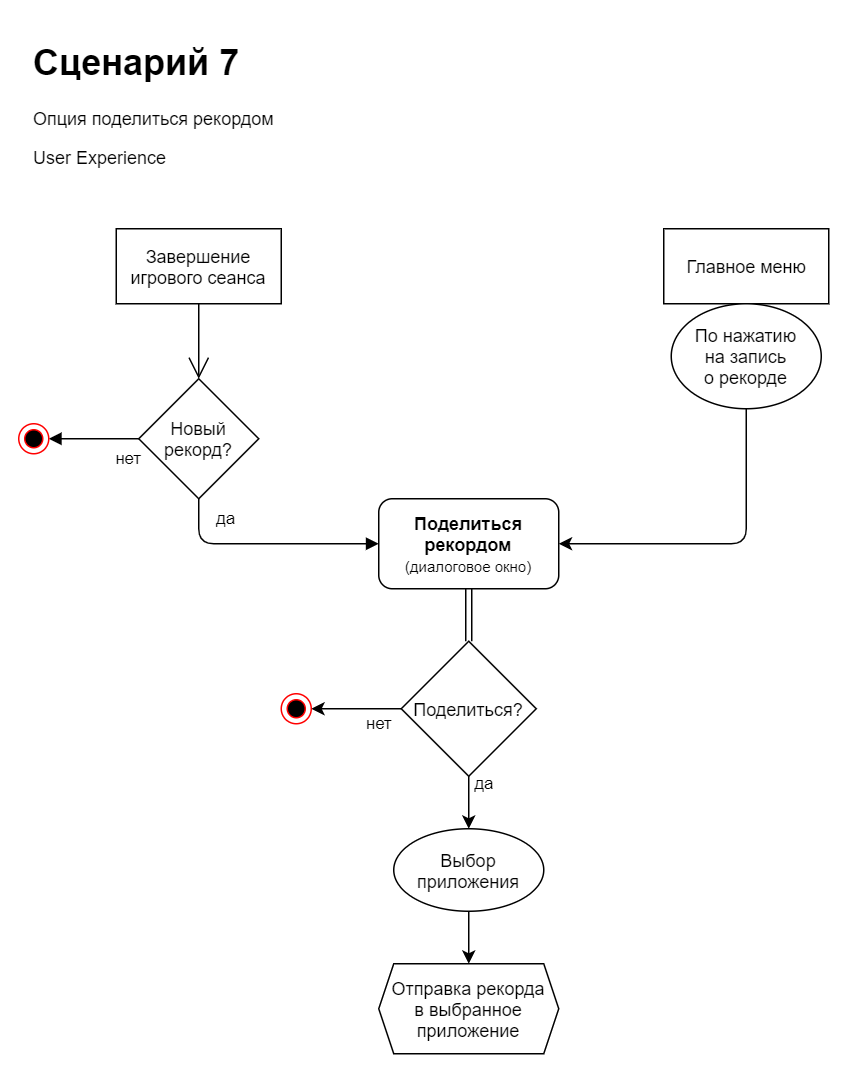 Сценарий 7
Опция поделиться рекордом
User Experience
Завершение
игрового сеанса
Главное меню
По нажатию
на запись
о рекорде
Новый
рекорд?
нет
да
Поделиться
рекордом
(диалоговое окно)
Поделиться?
нет
да
Выбор
приложения
Отправка рекорда
в выбранное
приложение